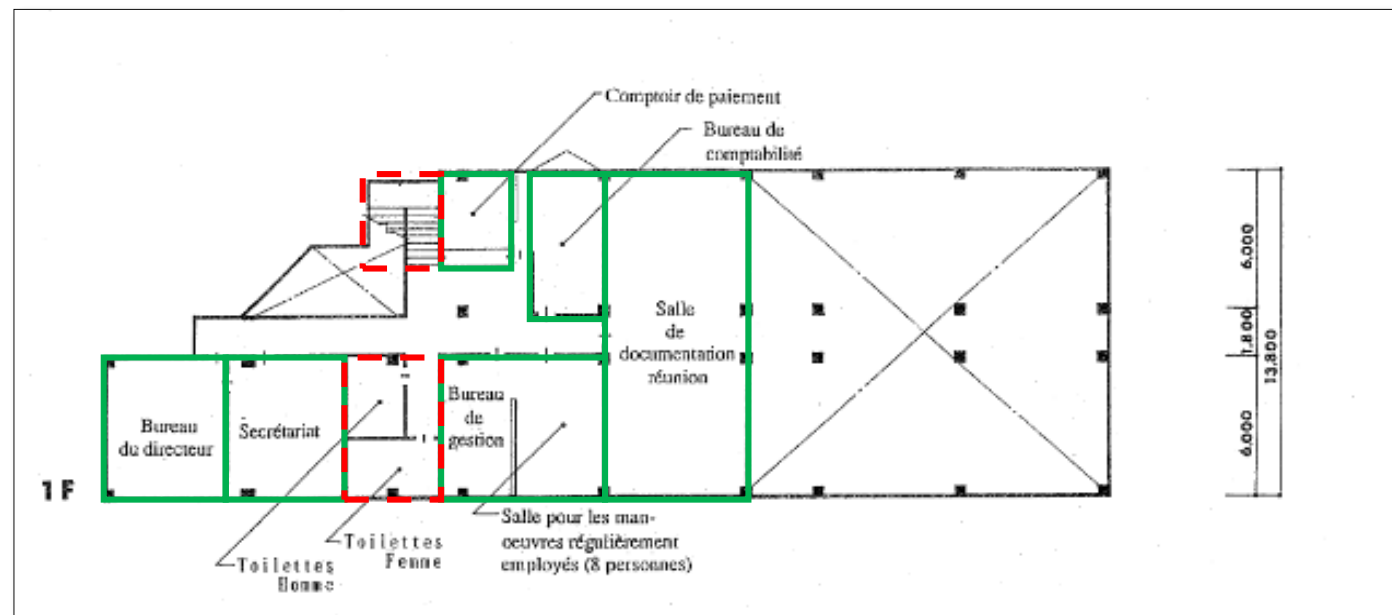 Comptoir de paiement
Bureau de
comptabilité
6,000
1,800
13,800
6,000
Salle
de
documentation
réunion
Bureau
du directeur
Secrétariat
Bureau
de
gestion
1 F
Salle pour les man-
oeuvres régulièrement
employés (8 personnes)
Toilettes
Femme
Toilettes
Homme